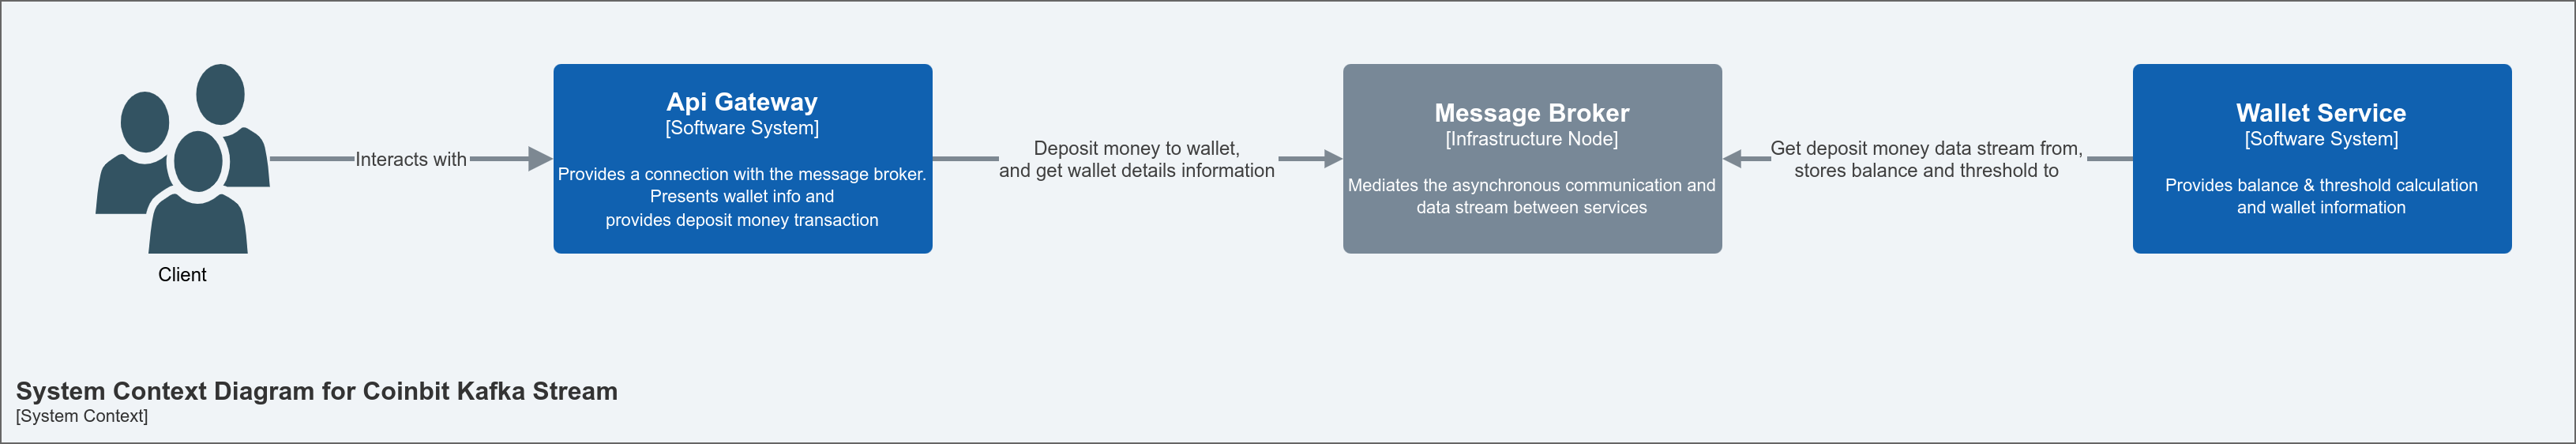 Client
Interacts with
Api Gateway
[Software System]
Provides a connection with the message broker.
Presents wallet info and
provides deposit money transaction
Deposit money to wallet,
and get wallet details information
Message Broker
[Infrastructure Node]
Mediates the asynchronous communication and
data stream between services
Get deposit money data stream from,
stores balance and threshold to
Wallet Service
[Software System]
Provides balance & threshold calculation
and wallet information
System Context Diagram for Coinbit Kafka Stream
[System Context]